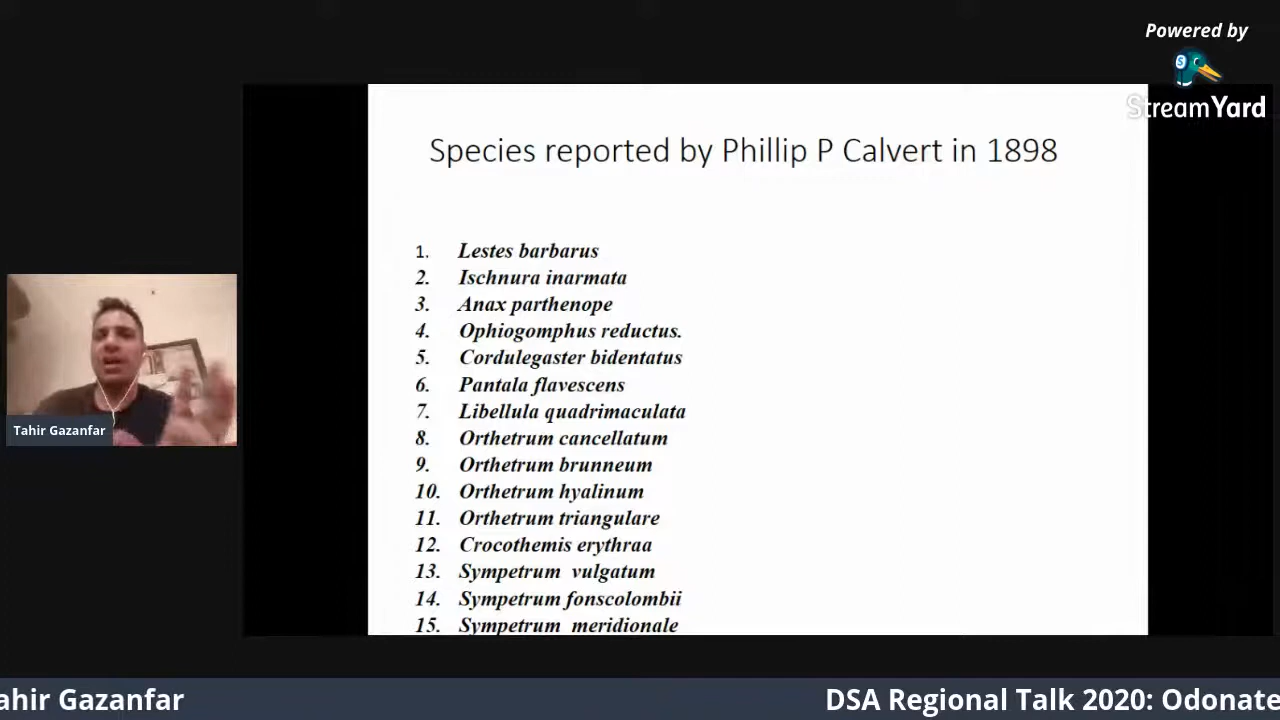 Powered by
StreamYard
Species reported by Phillip P Calvert in 1898
1. Lestes barbarus
2. Ischnura inarmata
3. Anax parthenope
4. Ophiogomphus reductus.
5. Cordulegaster bidentatus
6. Pantala flavescens
7. Libellula quadrimaculata
8. Orthetrum cancellatum
9. Orthetrum brunneum
10. Orthetrum hyalinum
11. Orthetrum triangulare
12. Crocothemis erythraa
13. Sympetrum vulgatum
14. Sympetrum fonscolombii
15. Sympetrum meridionale
Tahir Gazanfar
ahir Gazanfar
DSA Regional Talk 2020: Odonate